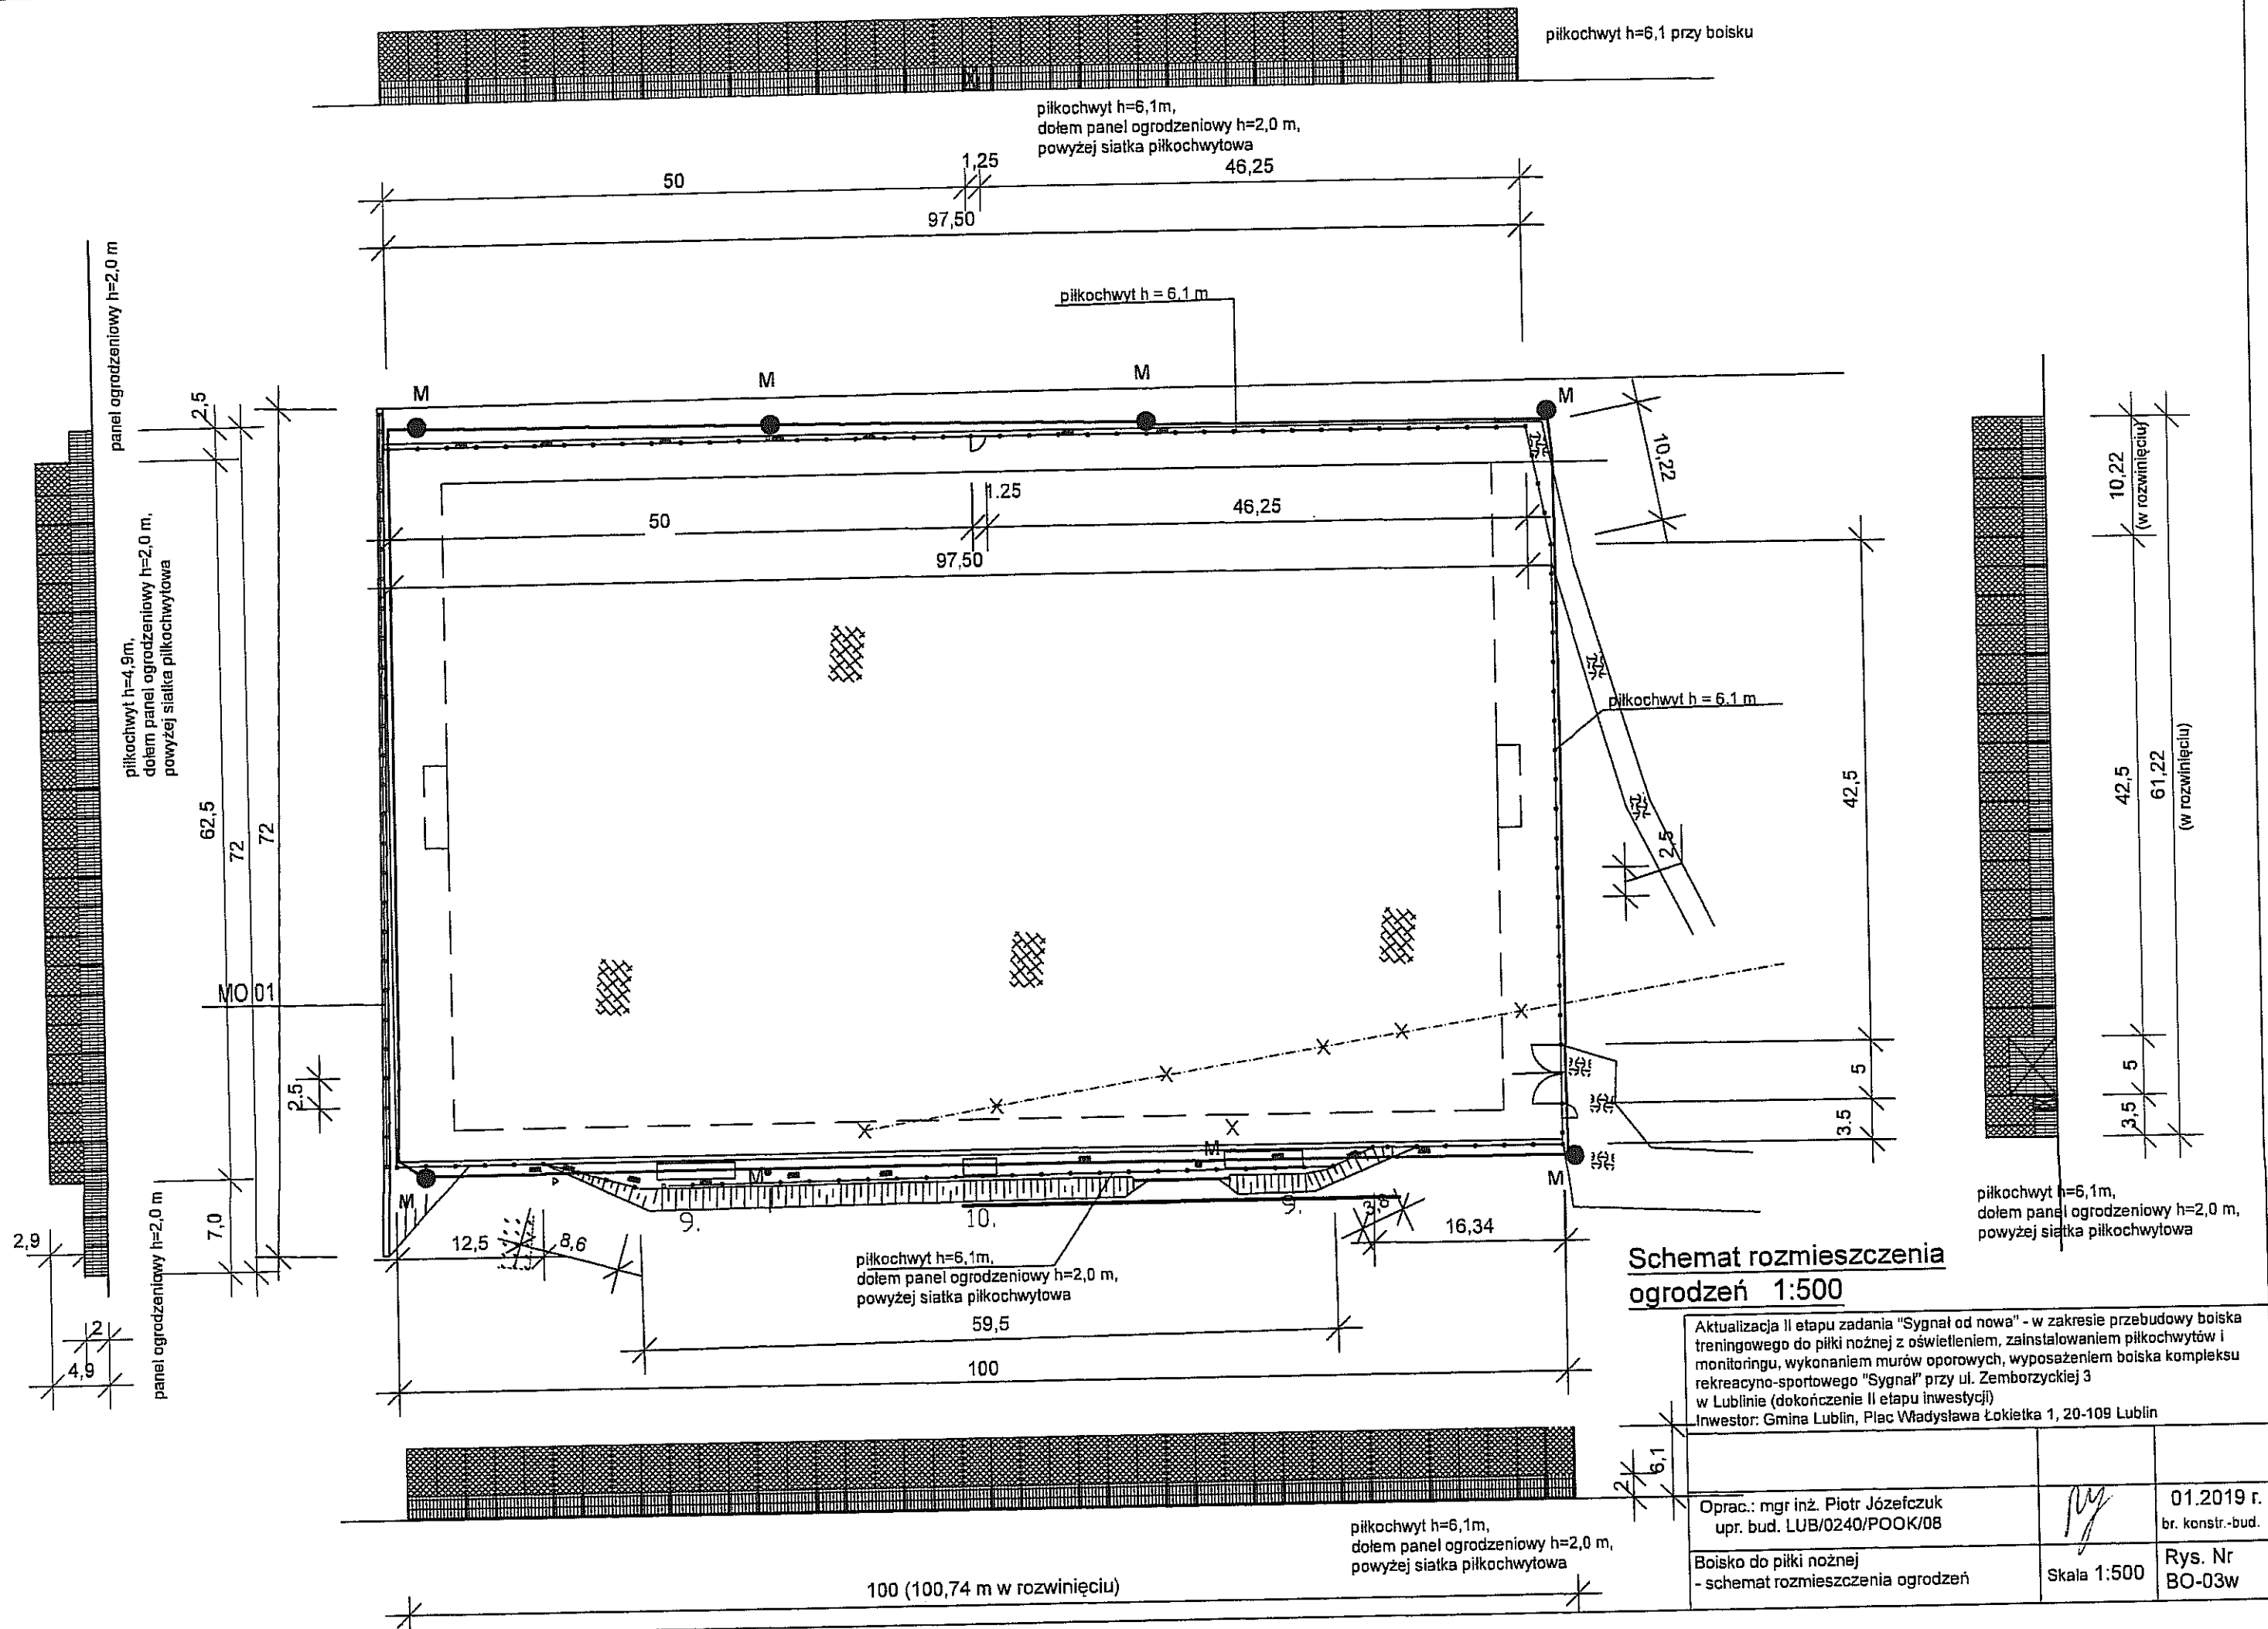 piłkochwyt h=6,1 przy boisku
piłkochwyt h=6,1m,
dołem panel ogrodzeniowy h=2,0 m,
powyżej siatka piłkochwytowa
50
1,25
46,25
97,50
piłkochwyt h = 6,1 m
M
M
M
M
panel ogrodzeniowy h=2,0 m
piłkochwyt h=4,9m,
dołem panel ogrodzeniowy h=2,0 m,
powyżej siatka piłkochwytowa
2,5
62,5
72
72
MO 01
2,5
7,0
2,9
2
4,9
panel ogrodzeniowy h=2,0 m
50
1.25
46,25
97,50
10,22
piłkochwyt h = 6.1 m
2,5
42,5
5
3,5
10,22
(w rozwinięciu)
42,5
61,22
(w rozwinięciu)
5
3,5
M
M
M
M
9.
10.
9.
12,5
8,6
3,8
16,34
piłkochwyt h=6,1m,
dołem panel ogrodzeniowy h=2,0 m,
powyżej siatka piłkochwytowa
59,5
100
piłkochwyt h=6,1m,
dołem panel ogrodzeniowy h=2,0 m,
powyżej siatka piłkochwytowa
Schemat rozmieszczenia
ogrodzeń 1:500
Aktualizacja II etapu zadania "Sygnał od nowa" - w zakresie przebudowy boiska
treningowego do piłki nożnej z oświetleniem, zainstalowaniem piłkochwytów i
monitoringu, wykonaniem murów oporowych, wyposażeniem boiska kompleksu
rekreacyno-sportowego "Sygnał" przy ul. Zemborzyckiej 3
w Lublinie (dokończenie II etapu inwestycji)
Inwestor: Gmina Lublin, Plac Władysława Łokietka 1, 20-109 Lublin
2
6,1
Oprac.: mgr inż. Piotr Józefczuk
upr. bud. LUB/0240/POOK/08
01.2019 r.
br. konstr.-bud.
Boisko do piłki nożnej
- schemat rozmieszczenia ogrodzeń
Skala 1:500
Rys. Nr
BO-03w
piłkochwyt h=6,1m,
dołem panel ogrodzeniowy h=2,0 m,
powyżej siatka piłkochwytowa
100 (100,74 m w rozwinięciu)